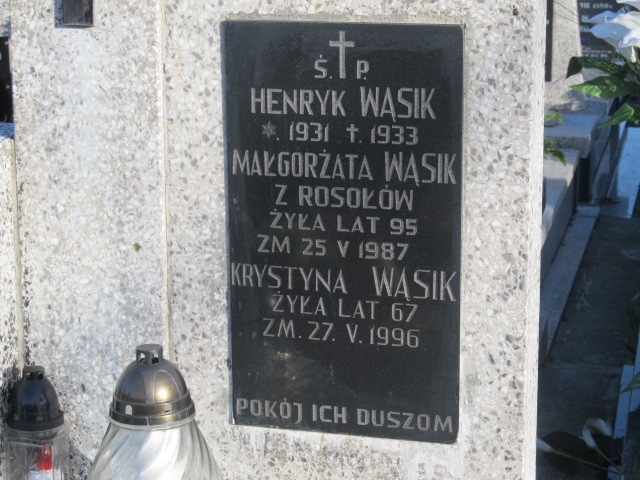 Ś. P.
HENRYK WĄSIK
*. 1931 †. 1933
MAŁGORŻATA WĄSIK
Z ROSOŁÓW
ŻYŁA LAT 95
ZM 25 V 1987
KRYSTYNA WĄSIK
ŻYŁA LAT 67
ZM. 27. V. 1996
POKÓJ ICH DUSZOM